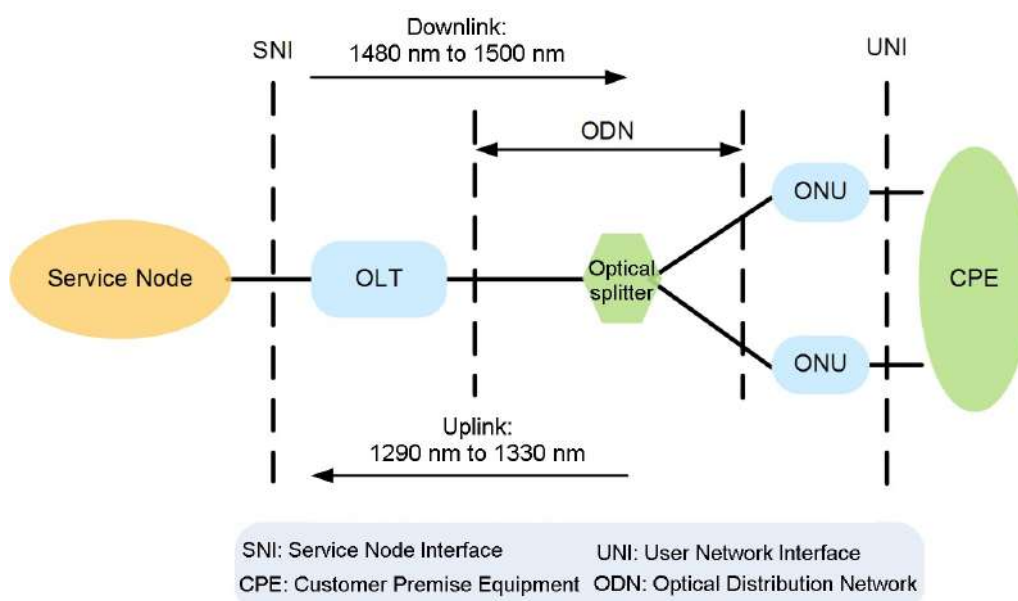 Downlink:
1480 nm to 1500 nm
SNI
UNI
ODN
ONU
Service Node
OLT
Optical
splitter
CPE
ONU
Uplink:
1290 nm to 1330 nm
SNI: Service Node Interface
UNI: User Network Interface
CPE: Customer Premise Equipment
ODN: Optical Distribution Network